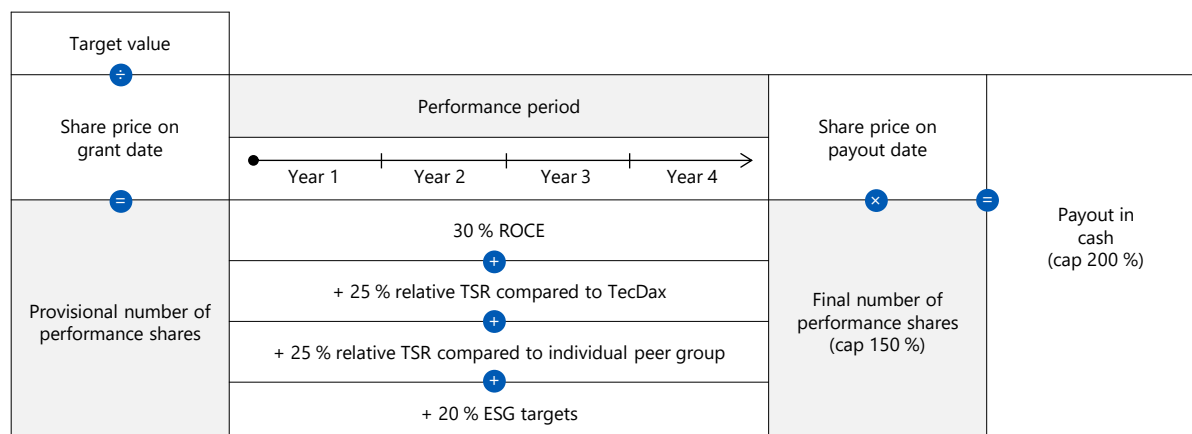 Target value
÷
Share price on
grant date
=
Provisional number of
performance shares
Performance period
Year 1
Year 2
Year 3
Year 4
30 % ROCE
+
+ 25 % relative TSR compared to TecDax
+
+ 25 % relative TSR compared to individual peer group
+
+ 20 % ESG targets
Share price on
payout date
×
Final number of
performance shares
(cap 150 %)
=
Payout in
cash
(cap 200 %)